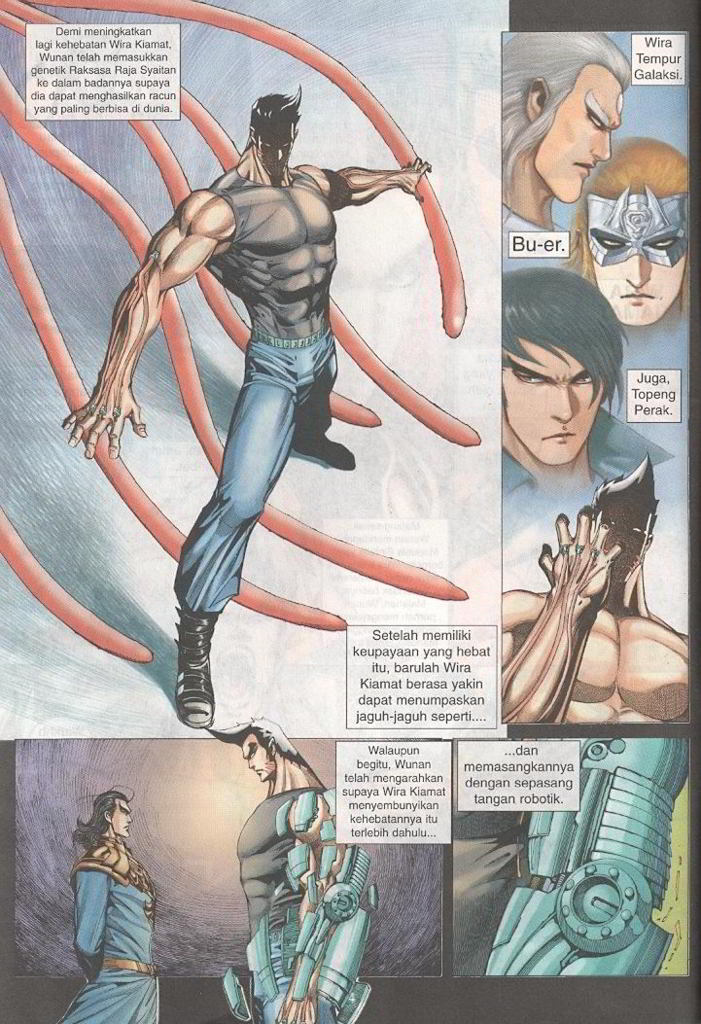 Demi meningkatkan
lagi kehebatan Wira Kiamat,
Wunan telah memasukkan
genetik Raksasa Raja Syaitan
ke dalam badannya supaya
dia dapat menghasilkan racun
yang paling berbisa di dunia.
Wira
Tempur
Galaksi.
Bu-er.
Juga,
Topeng
Perak.
Setelah memiliki
keupayaan yang hebat
itu, barulah Wira
Kiamat berasa yakin
dapat menumpaskan
jaguh-jaguh seperti....
Walaupun
begitu, Wunan
telah mengarahkan
supaya Wira Kiamat
menyembunyikan
kehebatannya itu
terlebih dahulu...
...dan
memasangkannya
dengan sepasang
tangan robotik.